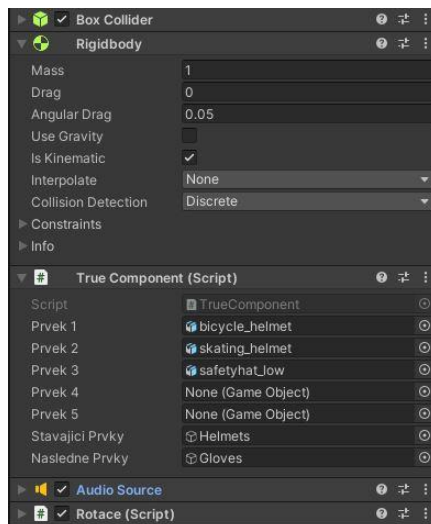 Box Collider
Rigidbody
Mass 1
Drag 0
Angular Drag 0.05
Use Gravity
Is Kinematic
Interpolate None
Collision Detection Discrete
Constraints
Info
# True Component (Script)
Script TrueComponent
Prvek 1 bicycle_helmet
Prvek 2 skating_helmet
Prvek 3 safetyhat_low
Prvek 4 None (Game Object)
Prvek 5 None (Game Object)
Stavajici Prvky Helmets
Nasledne Prvky Gloves
Audio Source
# Rotace (Script)